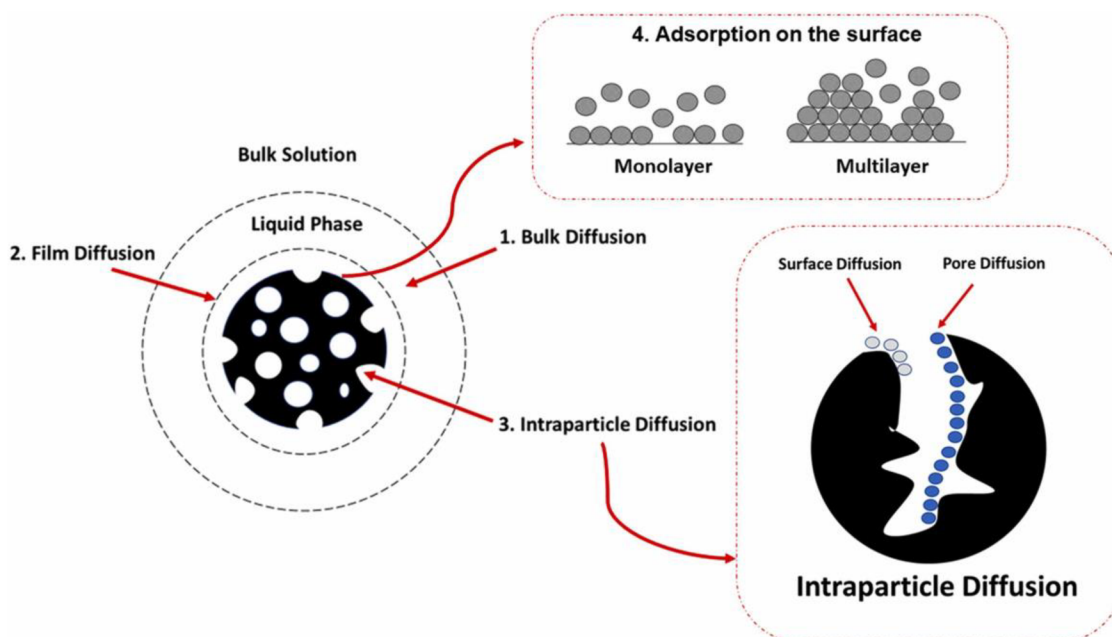 4. Adsorption on the surface
Monolayer
Multilayer
Bulk Solution
Liquid Phase
2. Film Diffusion
1. Bulk Diffusion
3. Intraparticle Diffusion
Surface Diffusion
Pore Diffusion
Intraparticle Diffusion